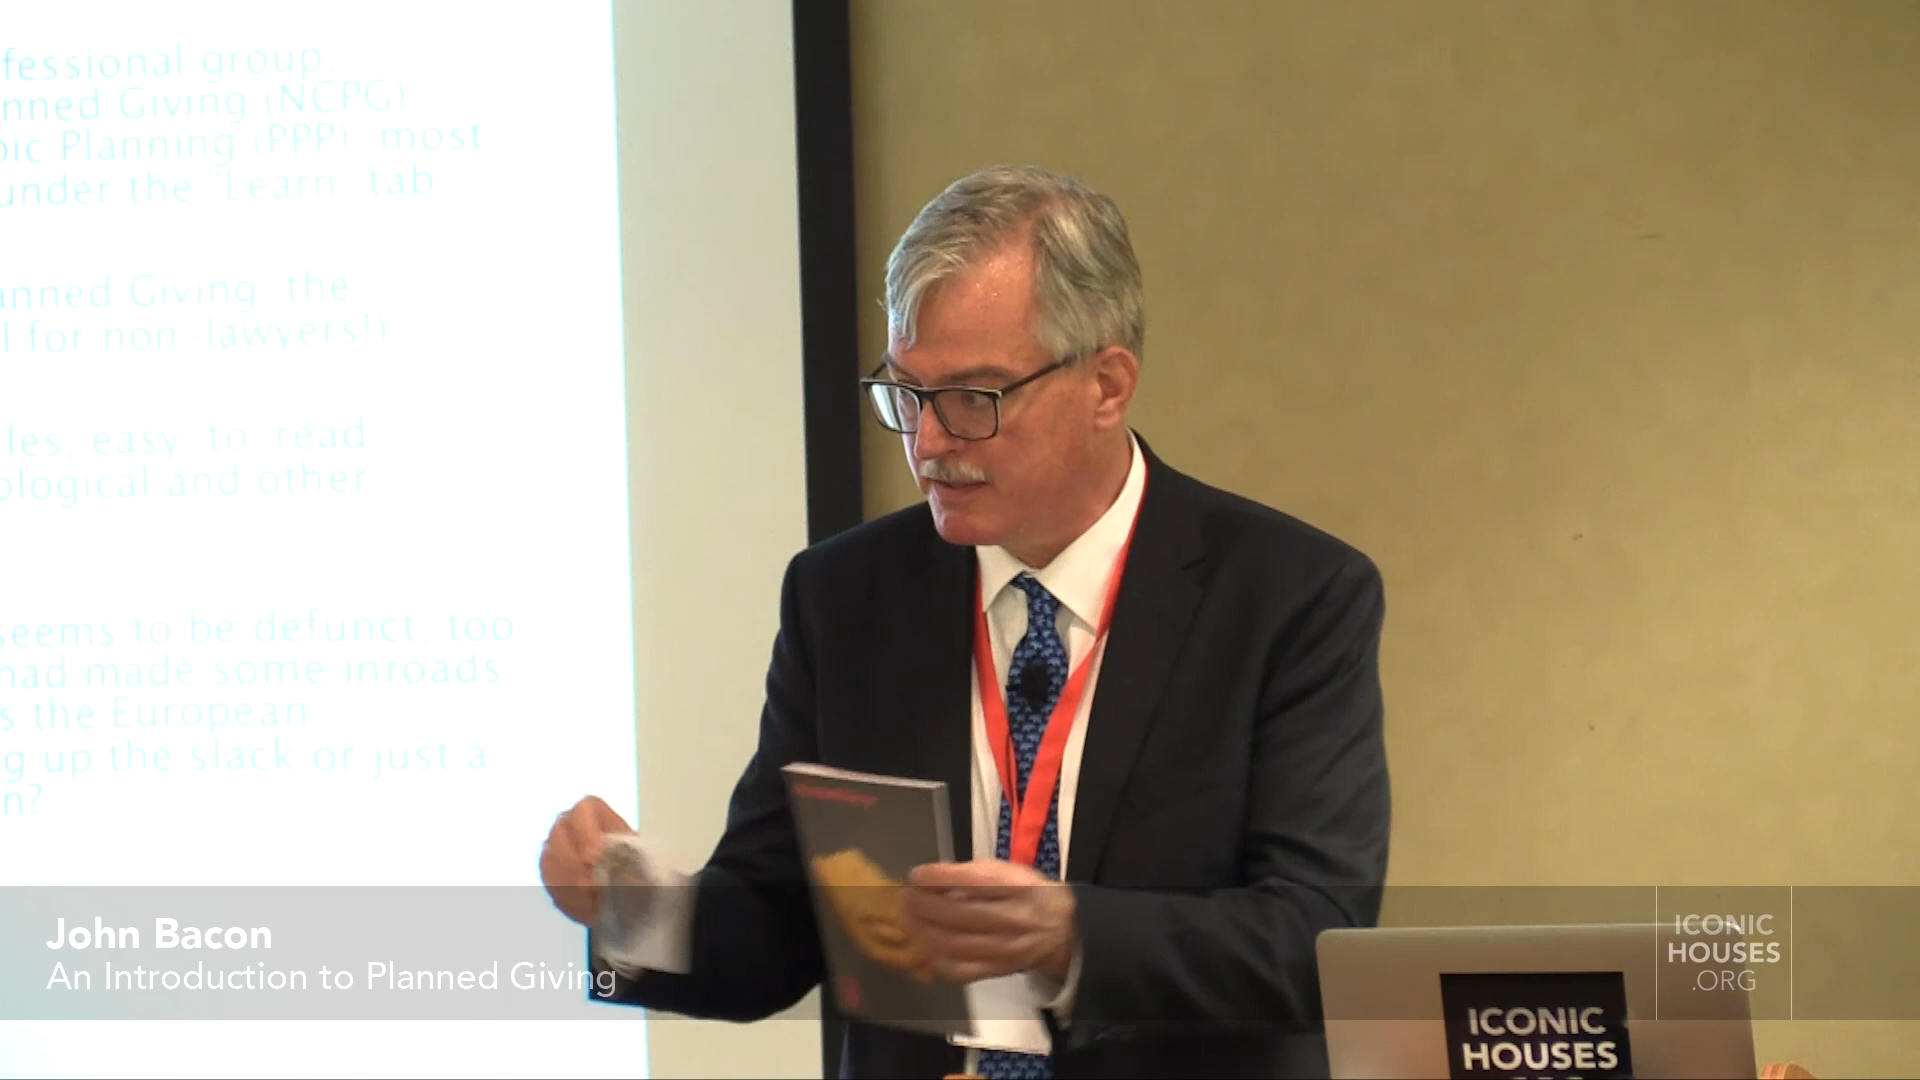 fessional group,
nned Giving (NCPG)
bic Planning (PPP) most
under the "Learn" tab
anned Giving the
l for non-lawyers!)
les, easy to read
ological and other
seems to be defunct, too
had made some inroads
s the European
g up the slack or just a
n?
John Bacon
An Introduction to Planned Giving
ICONIC
HOUSES
.ORG
ICONIC
HOUSES